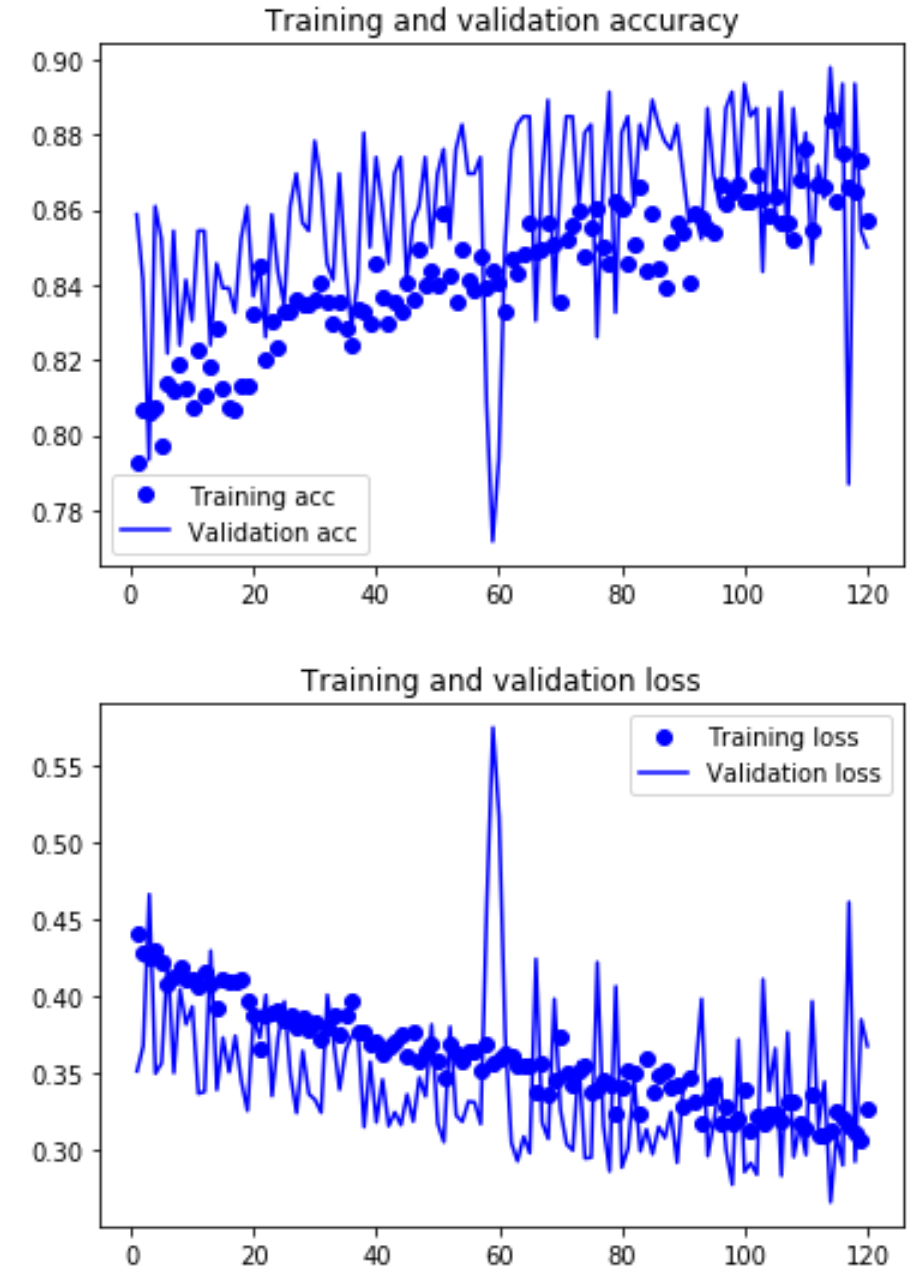 Training and validation accuracy
0.90
0.88
0.86
0.84
0.82
0.80
0.78
Training acc
Validation acc
0 20 40 60 80 100 120
Training and validation loss
Training loss
Validation loss
0.55
0.50
0.45
0.40
0.35
0.30
0 20 40 60 80 100 120